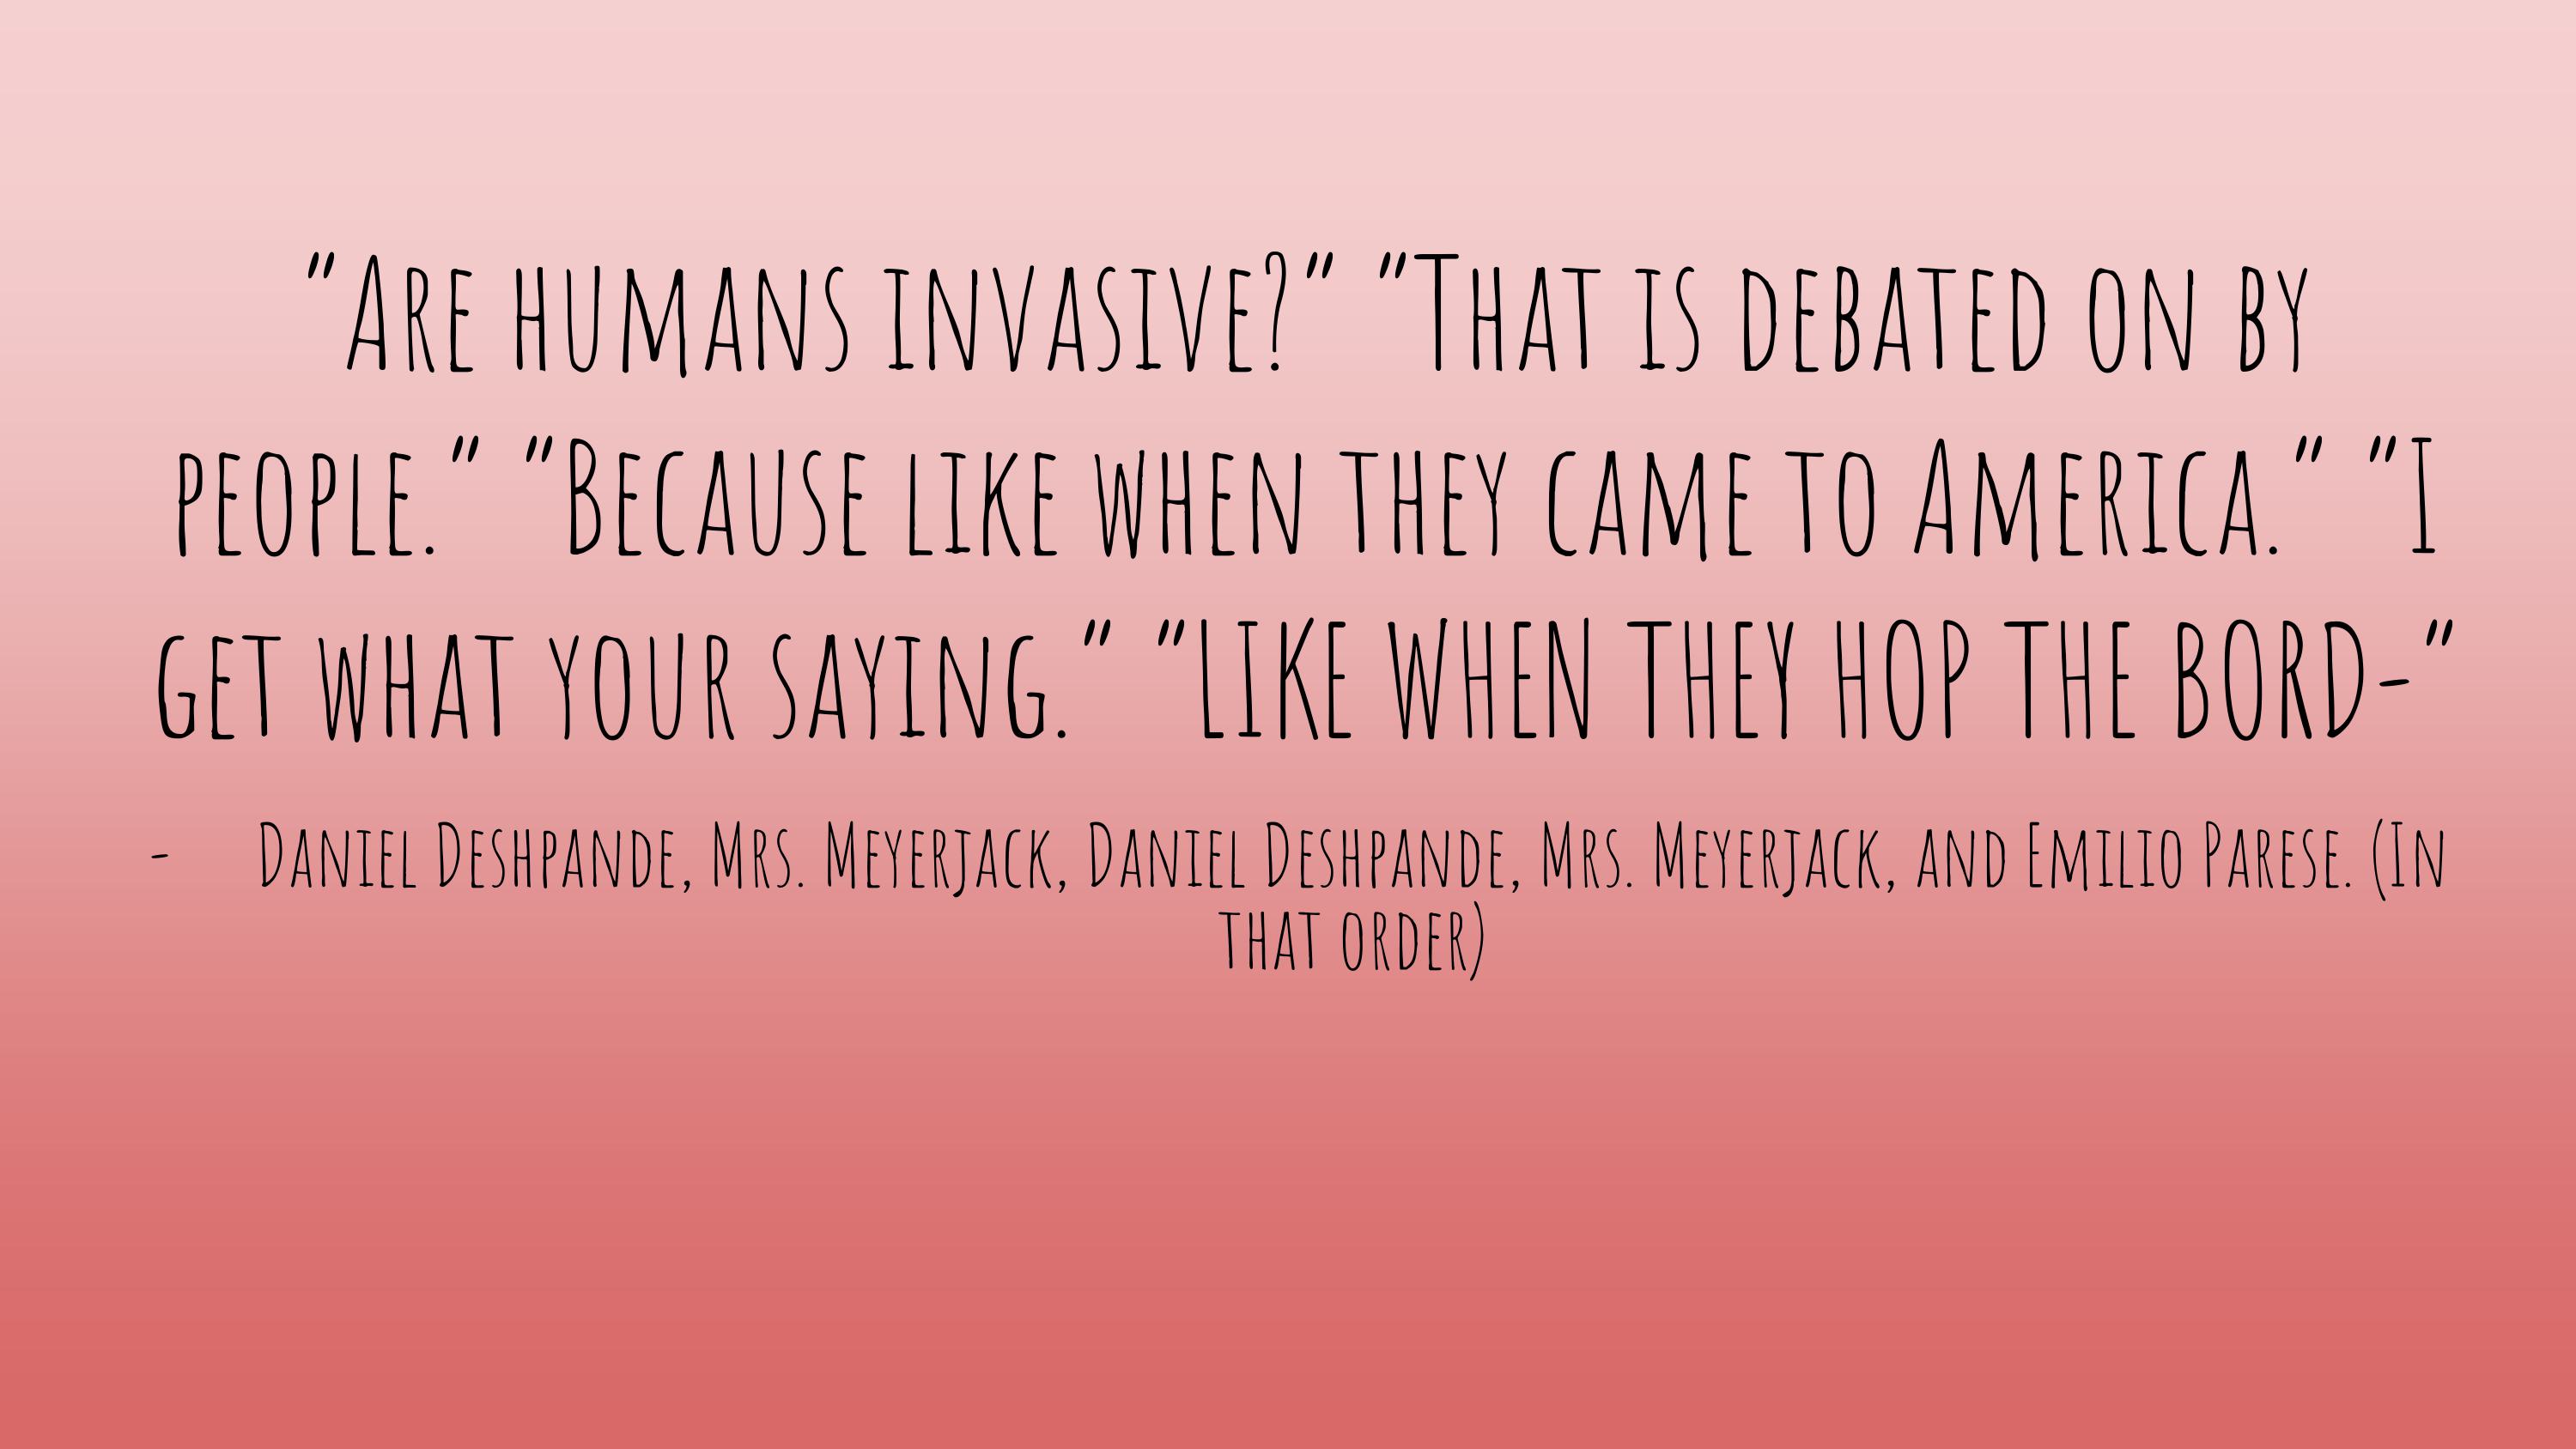 "Are humans invasive?" "That is debated on by
people." "Because like when they came to America." "I
get what your saying." "LIKE WHEN THEY HOP THE BORD-"
- Daniel Deshpande, Mrs. Meyerjack, Daniel Deshpande, Mrs. Meyerjack, and Emilio Parese. (In
that order)